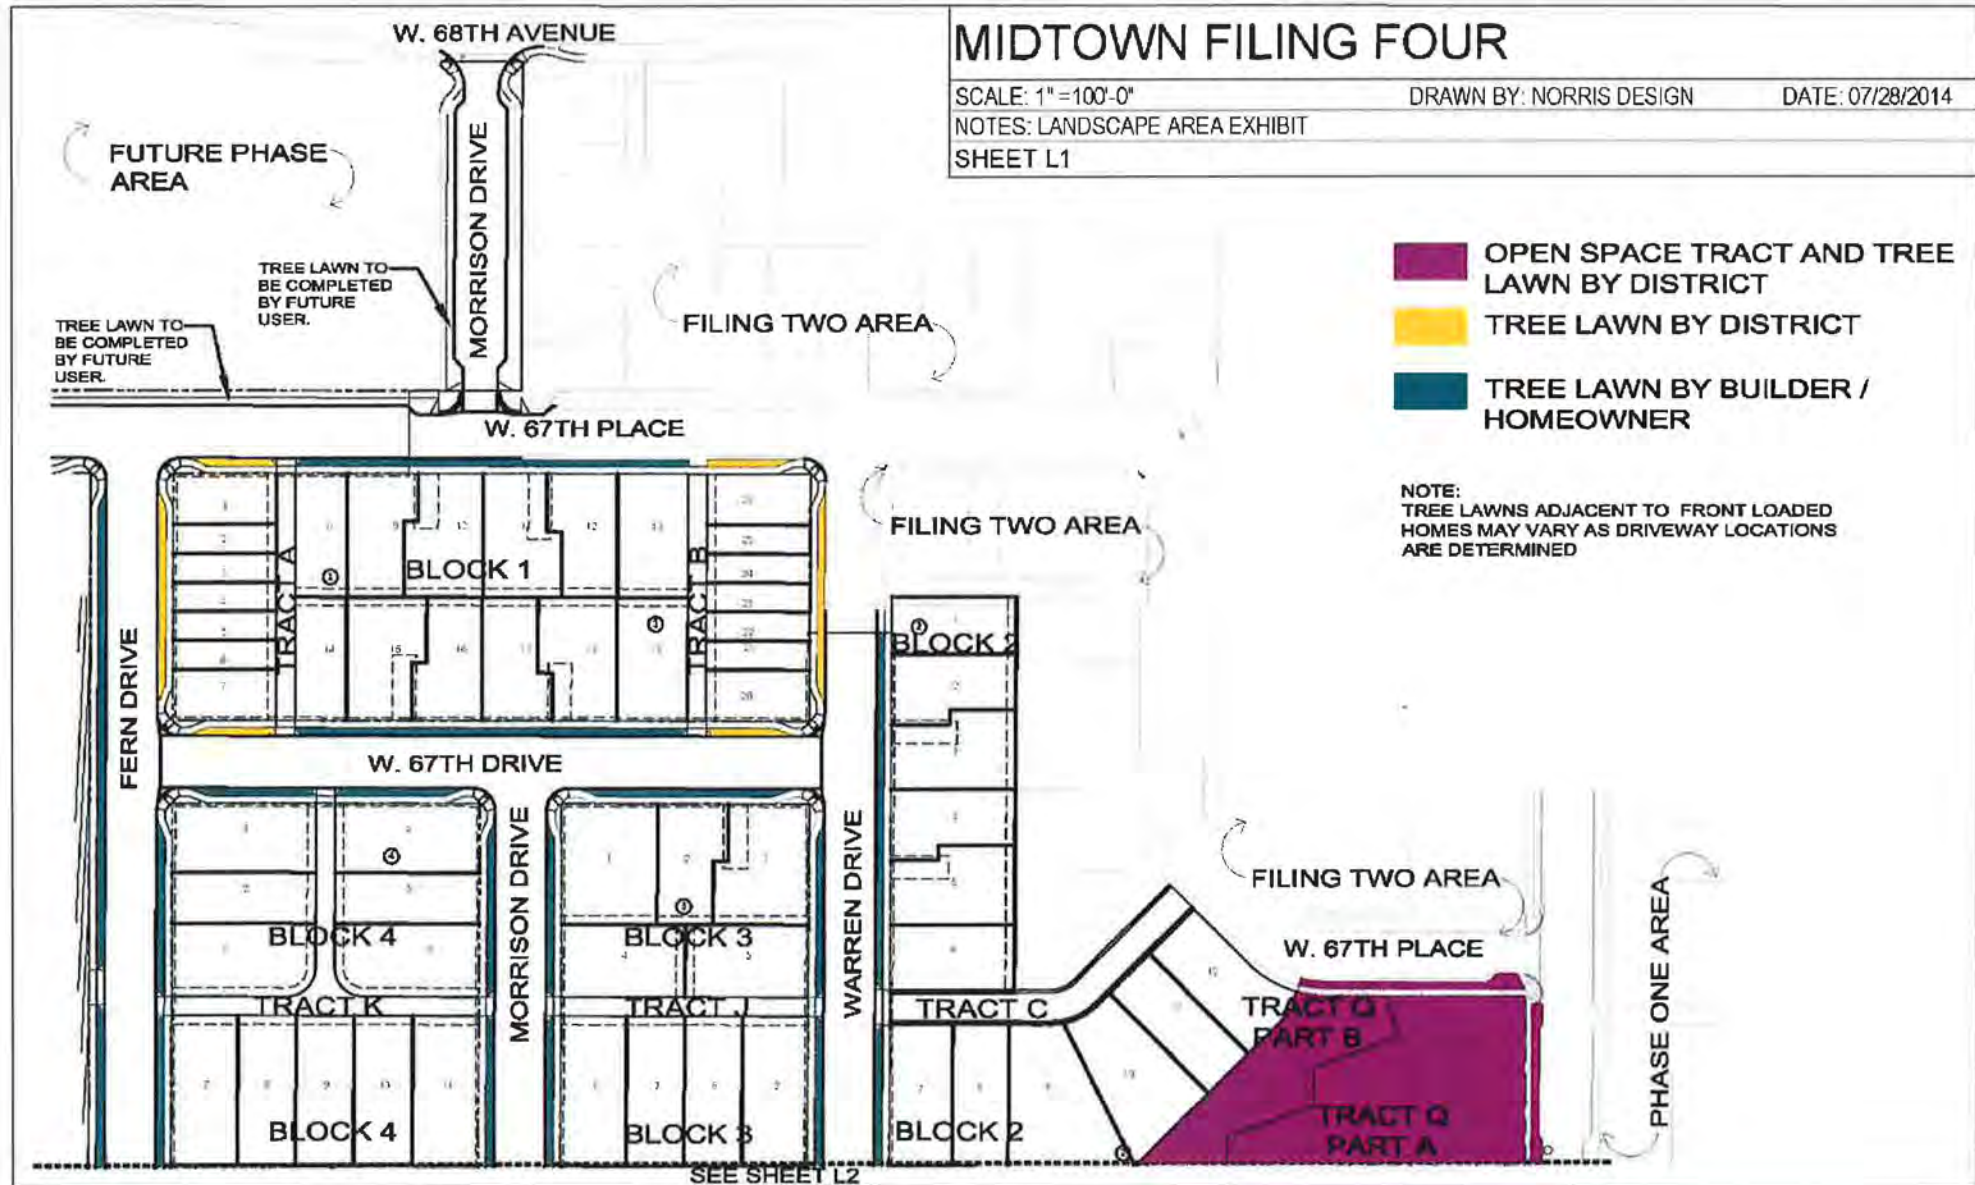 W. 68TH AVENUE
MIDTOWN FILING FOUR
SCALE: 1" =100'-0"
DRAWN BY: NORRIS DESIGN
DATE: 07/28/2014
NOTES: LANDSCAPE AREA EXHIBIT
SHEET L1
FUTURE PHASE
AREA
MORRISON DRIVE
TREE LAWN TO
BE COMPLETED
BY FUTURE
USER.
TREE LAWN TO
BE COMPLETED
BY FUTURE
USER.
FILING TWO AREA
OPEN SPACE TRACT AND TREE
LAWN BY DISTRICT
TREE LAWN BY DISTRICT
TREE LAWN BY BUILDER /
HOMEOWNER
NOTE:
TREE LAWNS ADJACENT TO FRONT LOADED
HOMES MAY VARY AS DRIVEWAY LOCATIONS
ARE DETERMINED
W. 67TH PLACE
FILING TWO AREA
TRACT A
BLOCK 1
TRACT B
FERN DRIVE
BLOCK 2
W. 67TH DRIVE
MORRISON DRIVE
WARREN DRIVE
FILING TWO AREA
PHASE ONE AREA
BLOCK 4
BLOCK 3
W. 67TH PLACE
TRACT K
TRACT J
TRACT C
TRACT Q
PART B
BLOCK 4
BLOCK 3
BLOCK 2
TRACT Q
PART A
SEE SHEET L2